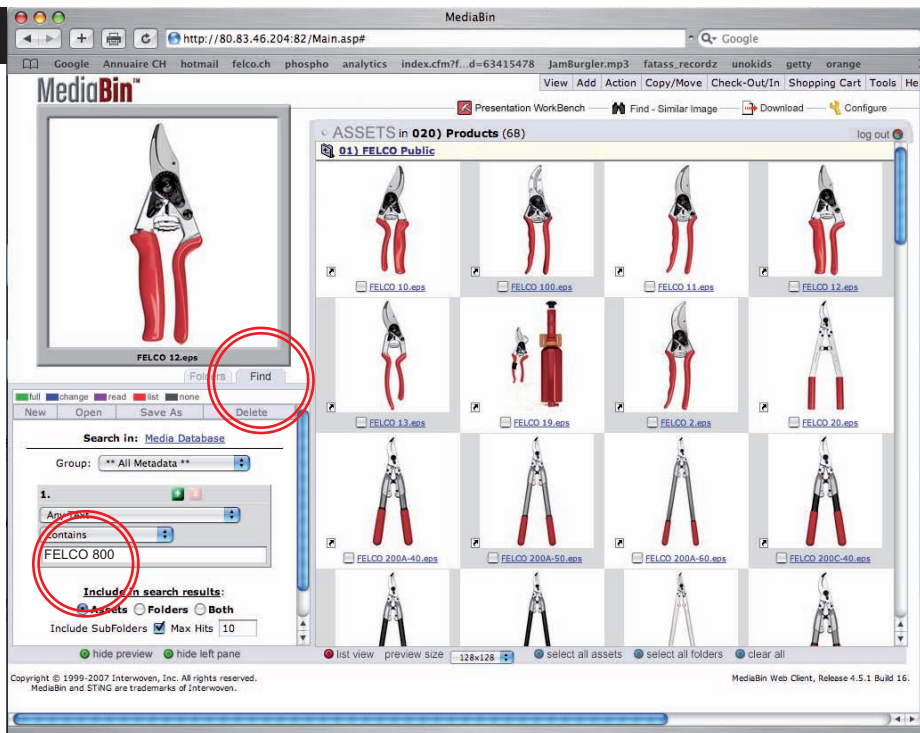 MediaBin
http://80.83.46.204:82/Main.asp#
Google
Google Annuaire CH hotmail felco.ch phospho analytics index.cfm?f...d=63415478 JamBurgler.mp3 fatass_recordz unokids getty orange
MediaBin™
View Add Action Copy/Move Check-Out/In Shopping Cart Tools He
Presentation WorkBench Find - Similar Image Download Configure
ASSETS in 020) Products (68) log out
01) FELCO Public
FELCO 10.eps FELCO 100.eps FELCO 11.eps FELCO 12.eps
FELCO 12.eps
Folders Find
full change read list none
New Open Save As Delete
Search in: Media Database
Group: ** All Metadata **
1.
Any Text
Contains
FELCO 800
Include in search results:
Assets Folders Both
Include SubFolders Max Hits 10
FELCO 13.eps FELCO 19.eps FELCO 2.eps FELCO 20.eps
FELCO 200A-40.eps FELCO 200A-50.eps FELCO 200A-60.eps FELCO 200C-40.eps
hide preview hide left pane
list view preview size 128x128 select all assets select all folders clear all
Copyright © 1999-2007 Interwoven, Inc. All rights reserved.
MediaBin and STiNG are trademarks of Interwoven.
MediaBin Web Client, Release 4.5.1 Build 16.